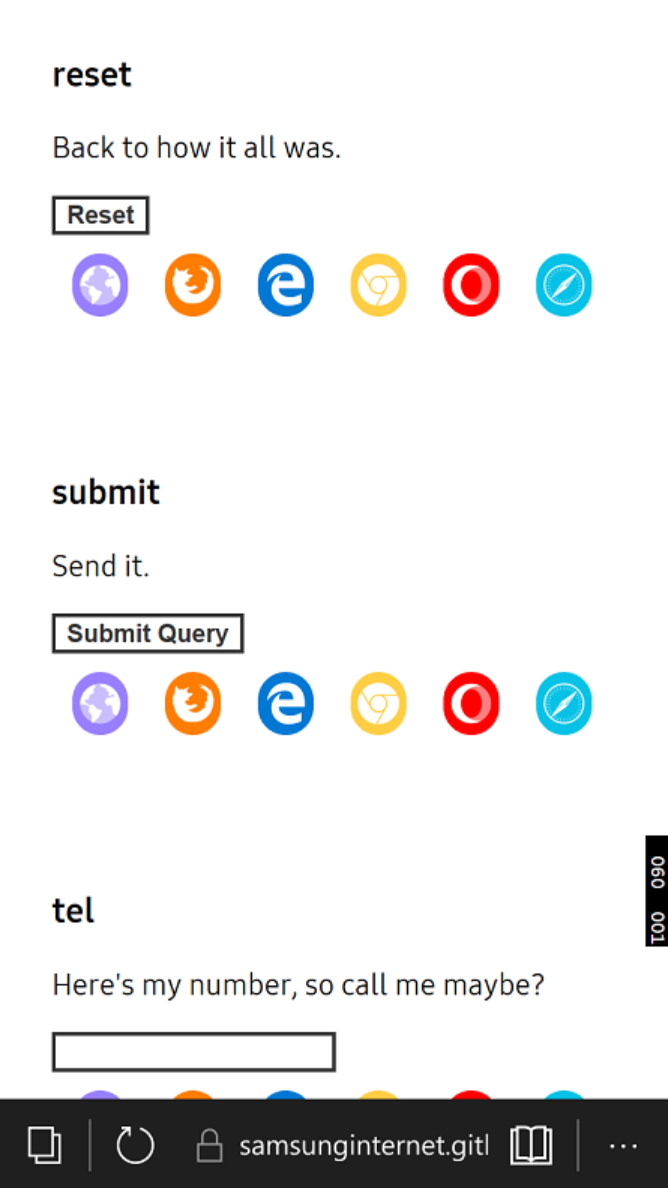 reset
Back to how it all was.
Reset
submit
Send it.
Submit Query
060 001
tel
Here's my number, so call me maybe?
samsunginternet.gitl